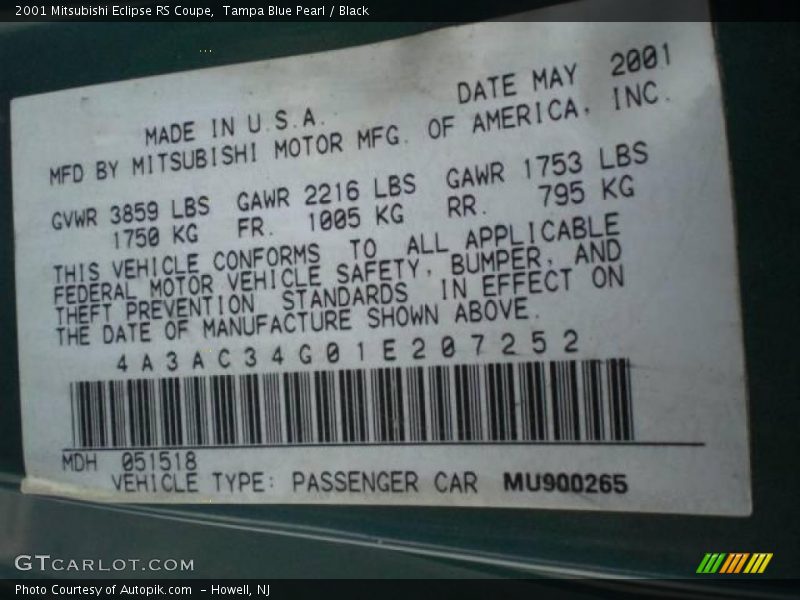 2001 Mitsubishi Eclipse RS Coupe,  Tampa Blue Pearl / Black
MADE IN U.S.A.  DATE MAY  2001
MFD BY MITSUBISHI MOTOR MFG. OF AMERICA, INC.
GVWR 3859 LBS  GAWR 2216 LBS  GAWR 1753 LBS
1750 KG  FR.  1005 KG  RR.  795 KG
THIS VEHICLE CONFORMS TO ALL APPLICABLE
FEDERAL MOTOR VEHICLE SAFETY, BUMPER, AND
THEFT PREVENTION STANDARDS IN EFFECT ON
THE DATE OF MANUFACTURE SHOWN ABOVE.
4A3AC34G01E207252
MDH  051518
VEHICLE TYPE: PASSENGER CAR  MU900265
GTCARLOT.COM
Photo Courtesy of Autopik.com  - Howell, NJ